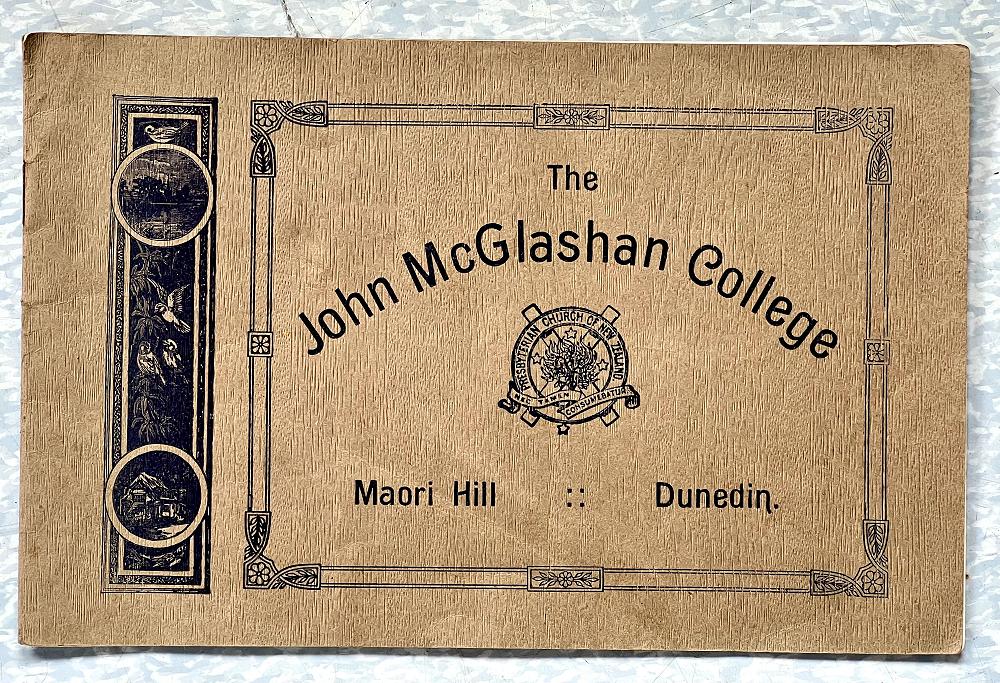 The
John McGlashan College
PRESBYTERIAN CHURCH OF NEW ZEALAND
NEC TAMEN CONSUMEBATUR
Maori Hill :: Dunedin.